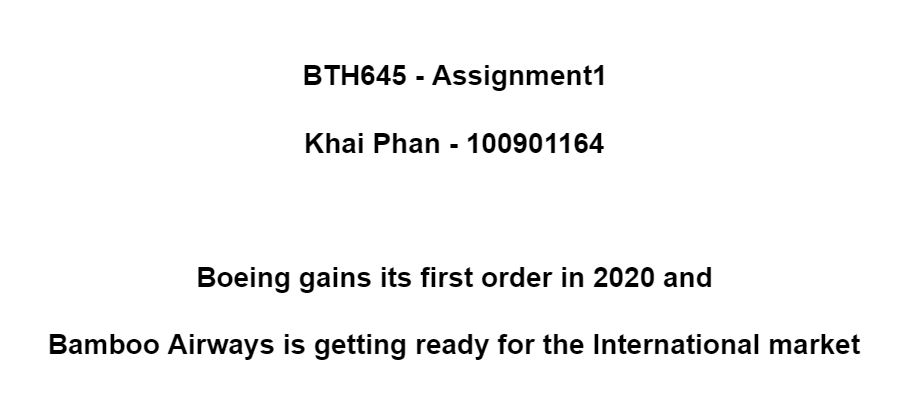 BTH645 - Assignment1
Khai Phan - 100901164
Boeing gains its first order in 2020 and
Bamboo Airways is getting ready for the International market